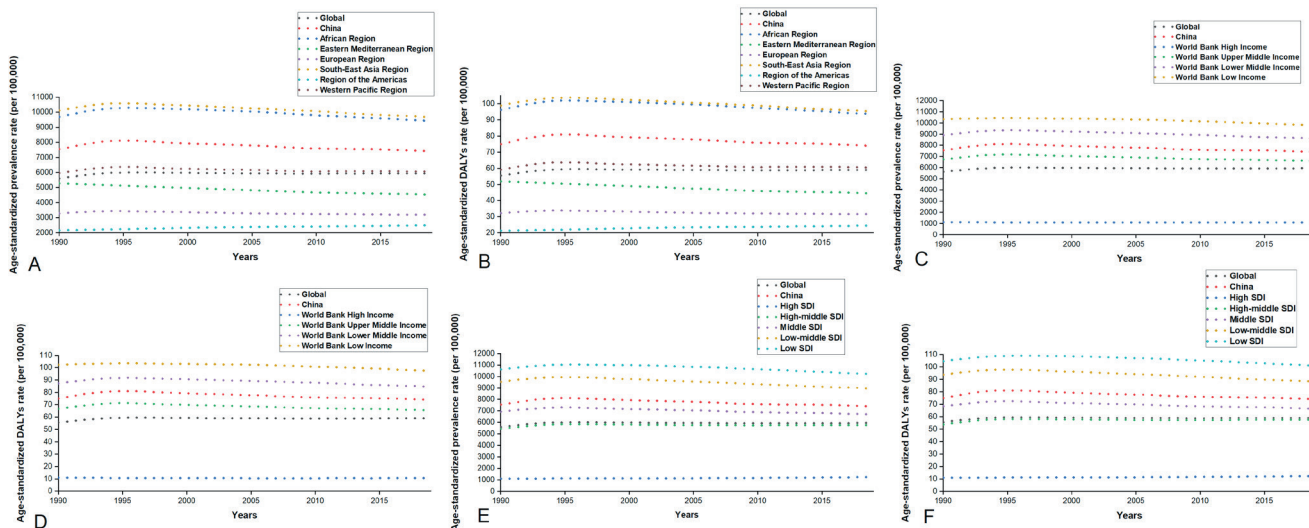 Global
China
African Region
Eastern Mediterranean Region
European Region
South-East Asia Region
Region of the Americas
Western Pacific Region
Age-standardized prevalence rate (per 100,000)
11000
10000
9000
8000
7000
6000
5000
4000
3000
2000
1990 1995 2000 2005 2010 2015
Years
A
Global
China
African Region
Eastern Mediterranean Region
European Region
South-East Asia Region
Region of the Americas
Western Pacific Region
Age-standardized DALYs rate (per 100,000)
100
90
80
70
60
50
40
30
20
1990 1995 2000 2005 2010 2015
Years
B
Global
China
World Bank High Income
World Bank Upper Middle Income
World Bank Lower Middle Income
World Bank Low Income
Age-standardized prevalence rate (per 100,000)
12000
11000
10000
9000
8000
7000
6000
5000
4000
3000
2000
1000
0
1990 1995 2000 2005 2010 2015
Years
C
Global
China
World Bank High Income
World Bank Upper Middle Income
World Bank Lower Middle Income
World Bank Low Income
Age-standardized DALYs rate (per 100,000)
110
100
90
80
70
60
50
40
30
20
10
0
1990 1995 2000 2005 2010 2015
Years
D
Global
China
High SDI
High-middle SDI
Middle SDI
Low-middle SDI
Low SDI
Age-standardized prevalence rate (per 100,000)
12000
11000
10000
9000
8000
7000
6000
5000
4000
3000
2000
1000
0
1990 1995 2000 2005 2010 2015
Years
E
Global
China
High SDI
High-middle SDI
Middle SDI
Low-middle SDI
Low SDI
Age-standardized DALYs rate (per 100,000)
110
100
90
80
70
60
50
40
30
20
10
0
1990 1995 2000 2005 2010 2015
Years
F